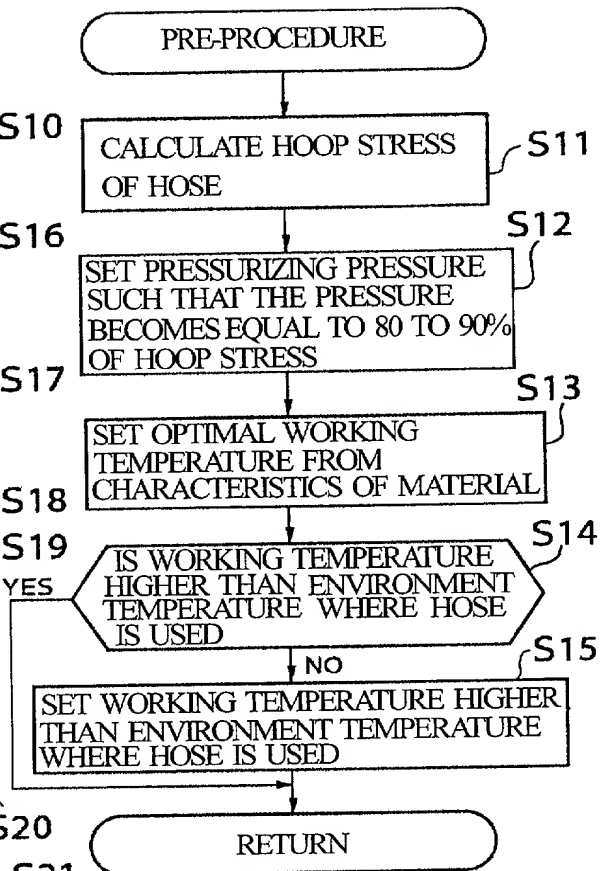 PRE-PROCEDURE
S10
CALCULATE HOOP STRESS
OF HOSE
S11
S16
S12
SET PRESSURIZING PRESSURE
SUCH THAT THE PRESSURE
BECOMES EQUAL TO 80 TO 90%
OF HOOP STRESS
S17
S13
SET OPTIMAL WORKING
TEMPERATURE FROM
CHARACTERISTICS OF MATERIAL
S18
S19
S14
IS WORKING TEMPERATURE
HIGHER THAN ENVIRONMENT
TEMPERATURE WHERE HOSE
IS USED
YES
NO
S15
SET WORKING TEMPERATURE HIGHER
THAN ENVIRONMENT TEMPERATURE
WHERE HOSE IS USED
S20
RETURN
S21